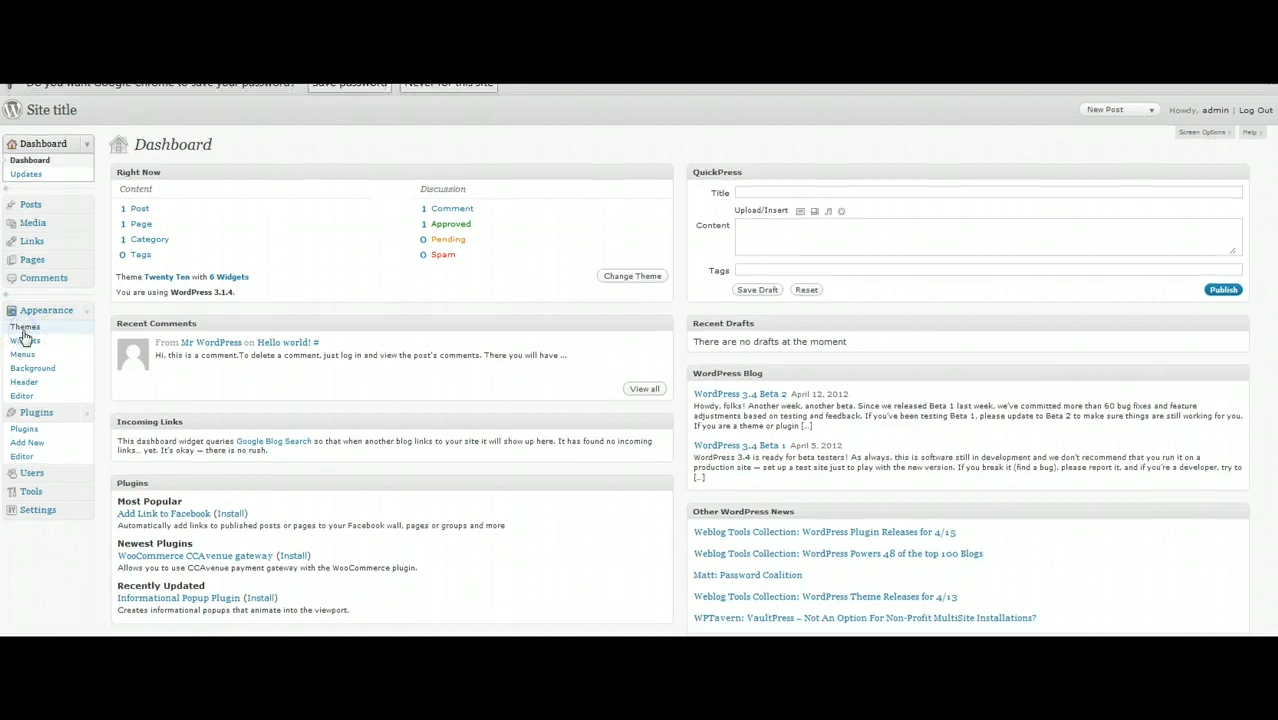 Do you want Google Chrome to save your password? Save password Never for this site
Site title
New Post Howdy, admin | Log Out
Screen Options Help
Dashboard
Dashboard
Updates
Posts
Media
Links
Pages
Comments
Appearance
Themes
Widgets
Menus
Background
Header
Editor
Plugins
Plugins
Add New
Editor
Users
Tools
Settings
Dashboard
Right Now
Content
1 Post
1 Page
1 Category
0 Tags
Discussion
1 Comment
1 Approved
0 Pending
0 Spam
Theme Twenty Ten with 6 Widgets
Change Theme
You are using WordPress 3.1.4.
Recent Comments
From Mr WordPress on Hello world! #
Hi, this is a comment.To delete a comment, just log in and view the post's comments. There you will have ...
View all
Incoming Links
This dashboard widget queries Google Blog Search so that when another blog links to your site it will show up here. It has found no incoming
links... yet. It's okay — there is no rush.
Plugins
Most Popular
Add Link to Facebook (Install)
Automatically add links to published posts or pages to your Facebook wall, pages or groups and more
Newest Plugins
WooCommerce CCAvenue gateway (Install)
Allows you to use CCAvenue payment gateway with the WooCommerce plugin.
Recently Updated
Informational Popup Plugin (Install)
Creates informational popups that animate into the viewport.
QuickPress
Title
Upload/Insert
Content
Tags
Save Draft Reset Publish
Recent Drafts
There are no drafts at the moment
WordPress Blog
WordPress 3.4 Beta 2 April 12, 2012
Howdy, folks! Another week, another beta. Since we released Beta 1 last week, we've committed more than 60 bug fixes and feature
adjustments based on testing and feedback. If you've been testing Beta 1, please update to Beta 2 to make sure things are still working for you.
If you are a theme or plugin [...]
WordPress 3.4 Beta 1 April 5, 2012
WordPress 3.4 is ready for beta testers! As always, this is software still in development and we don't recommend that you run it on a
production site — set up a test site just to play with the new version. If you break it (find a bug), please report it, and if you're a developer, try to
[...]
Other WordPress News
Weblog Tools Collection: WordPress Plugin Releases for 4/15
Weblog Tools Collection: WordPress Powers 48 of the top 100 Blogs
Matt: Password Coalition
Weblog Tools Collection: WordPress Theme Releases for 4/13
WPTavern: VaultPress – Not An Option For Non-Profit MultiSite Installations?